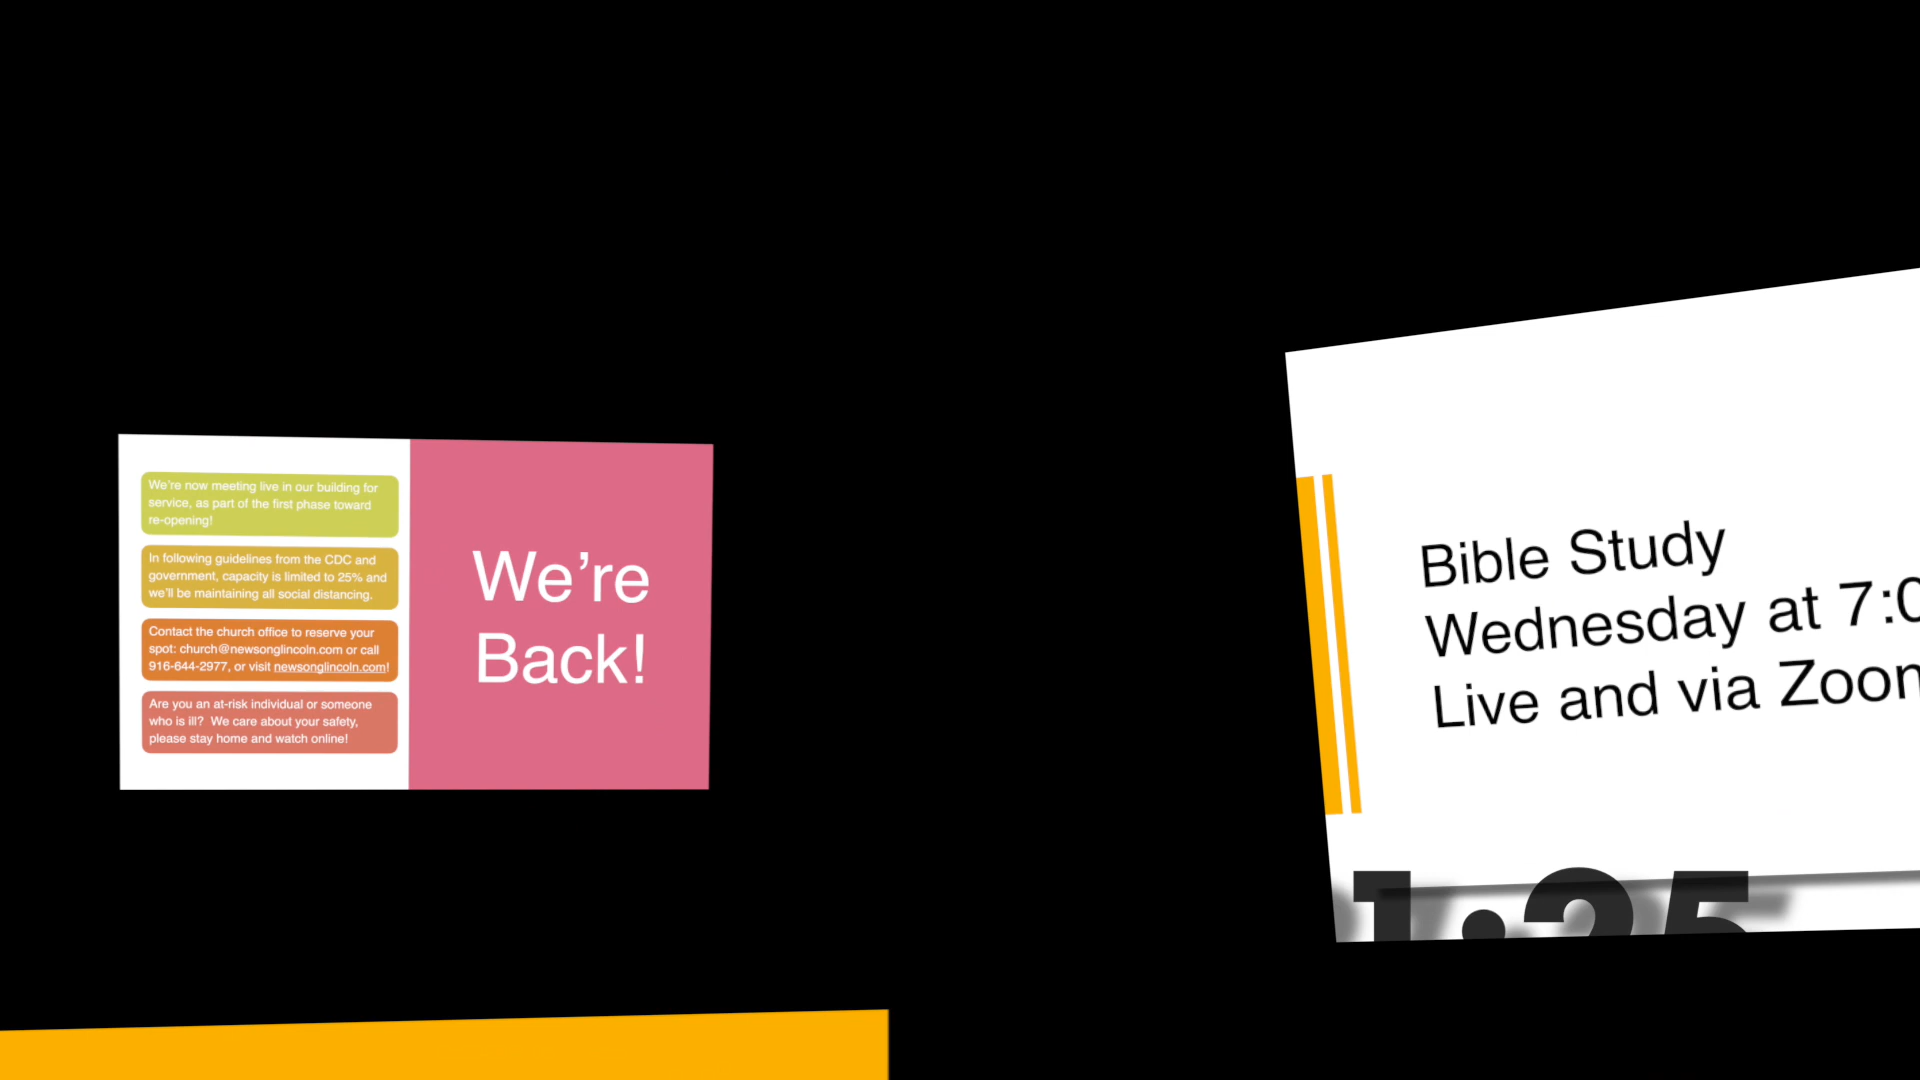 We're now meeting live in our building for
service, as part of the first phase toward
re-opening!
In following guidelines from the CDC and
government, capacity is limited to 25% and
we'll be maintaining all social distancing.
Contact the church office to reserve your
spot: church@newsonglincoln.com or call
916-644-2977, or visit newsonglincoln.com!
Are you an at-risk individual or someone
who is ill?  We care about your safety,
please stay home and watch online!
We’re
Back!
Bible Study
Wednesday at 7:0
Live and via Zoom
1:25